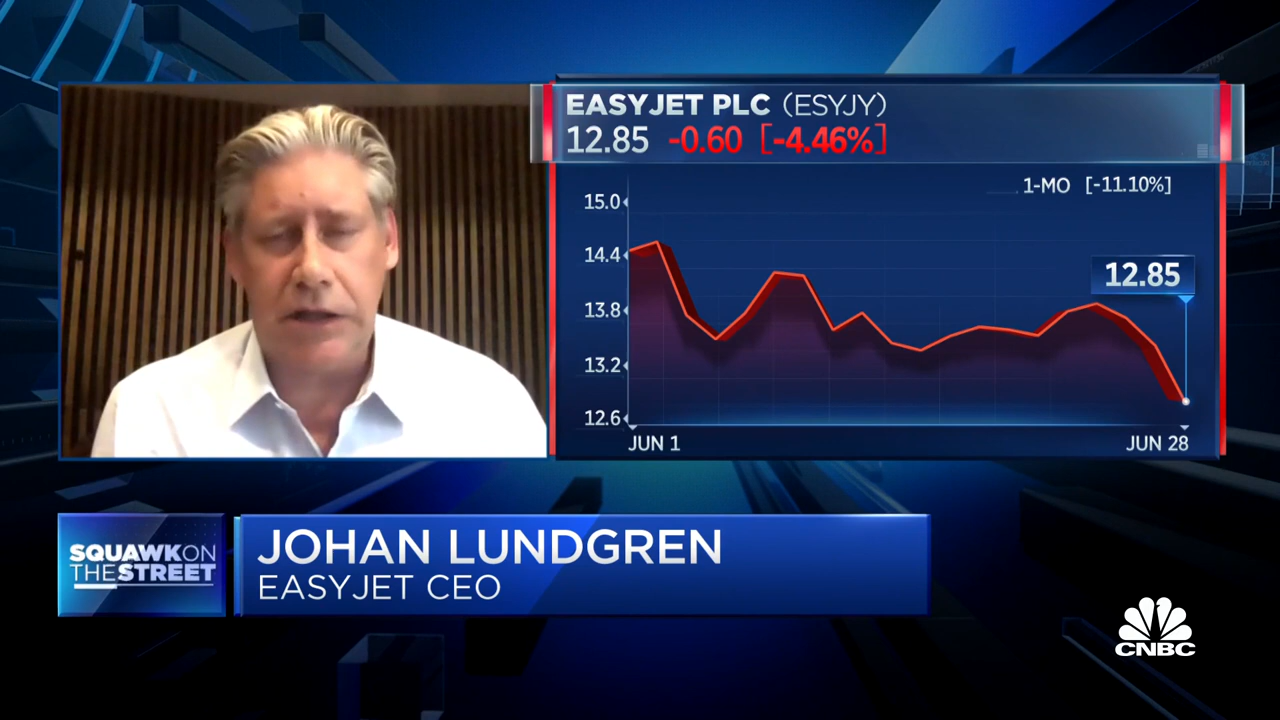 EASYJET PLC (ESYJY)
12.85 -0.60 [-4.46%]
1-MO [-11.10%]
15.0
14.4
13.8
13.2
12.6
12.85
JUN 1 JUN 28
SQUAWK ON
THE STREET
JOHAN LUNDGREN
EASYJET CEO
CNBC